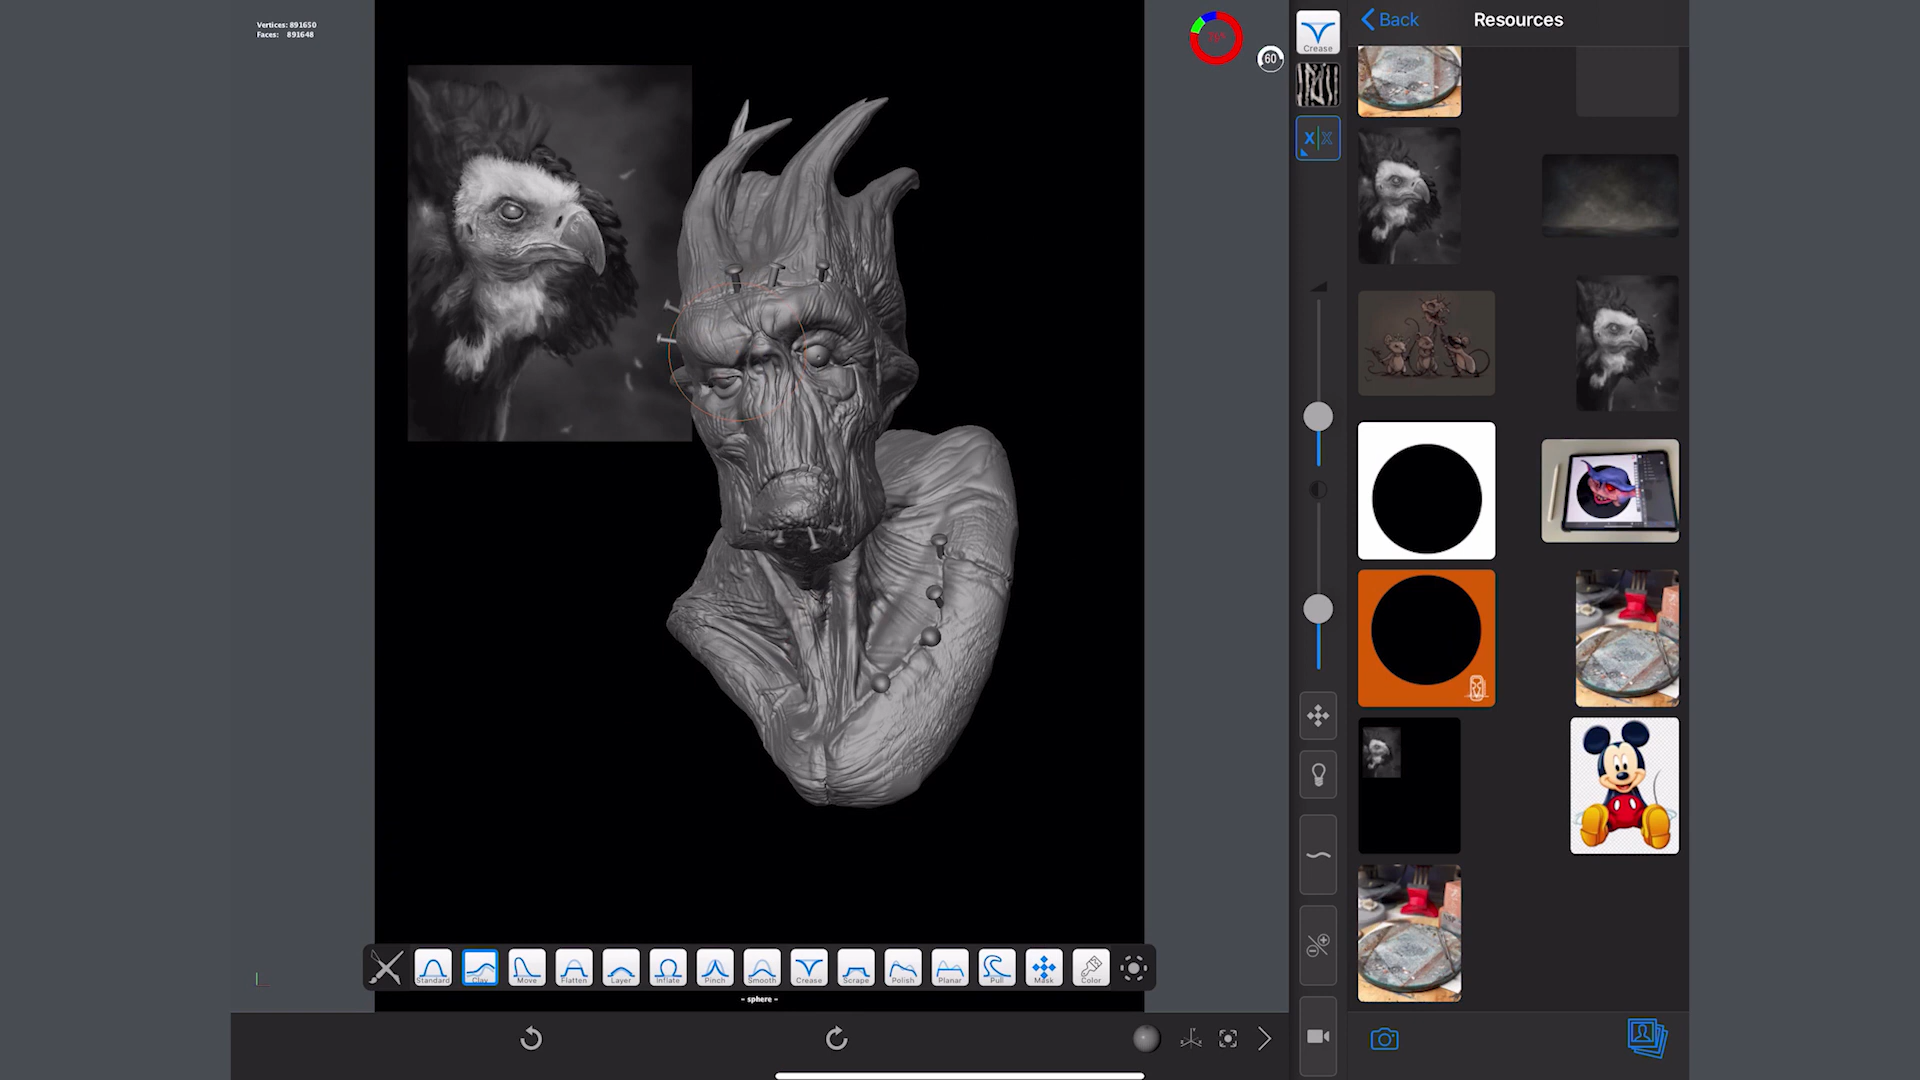 Vertices: 891650
Faces: 891648
60
Crease
X|X
Back
Resources
Standard
Clay
Move
Flatten
Layer
Inflate
Pinch
Smooth
Crease
Scrape
Polish
Planar
Pull
Mask
Color
- sphere -